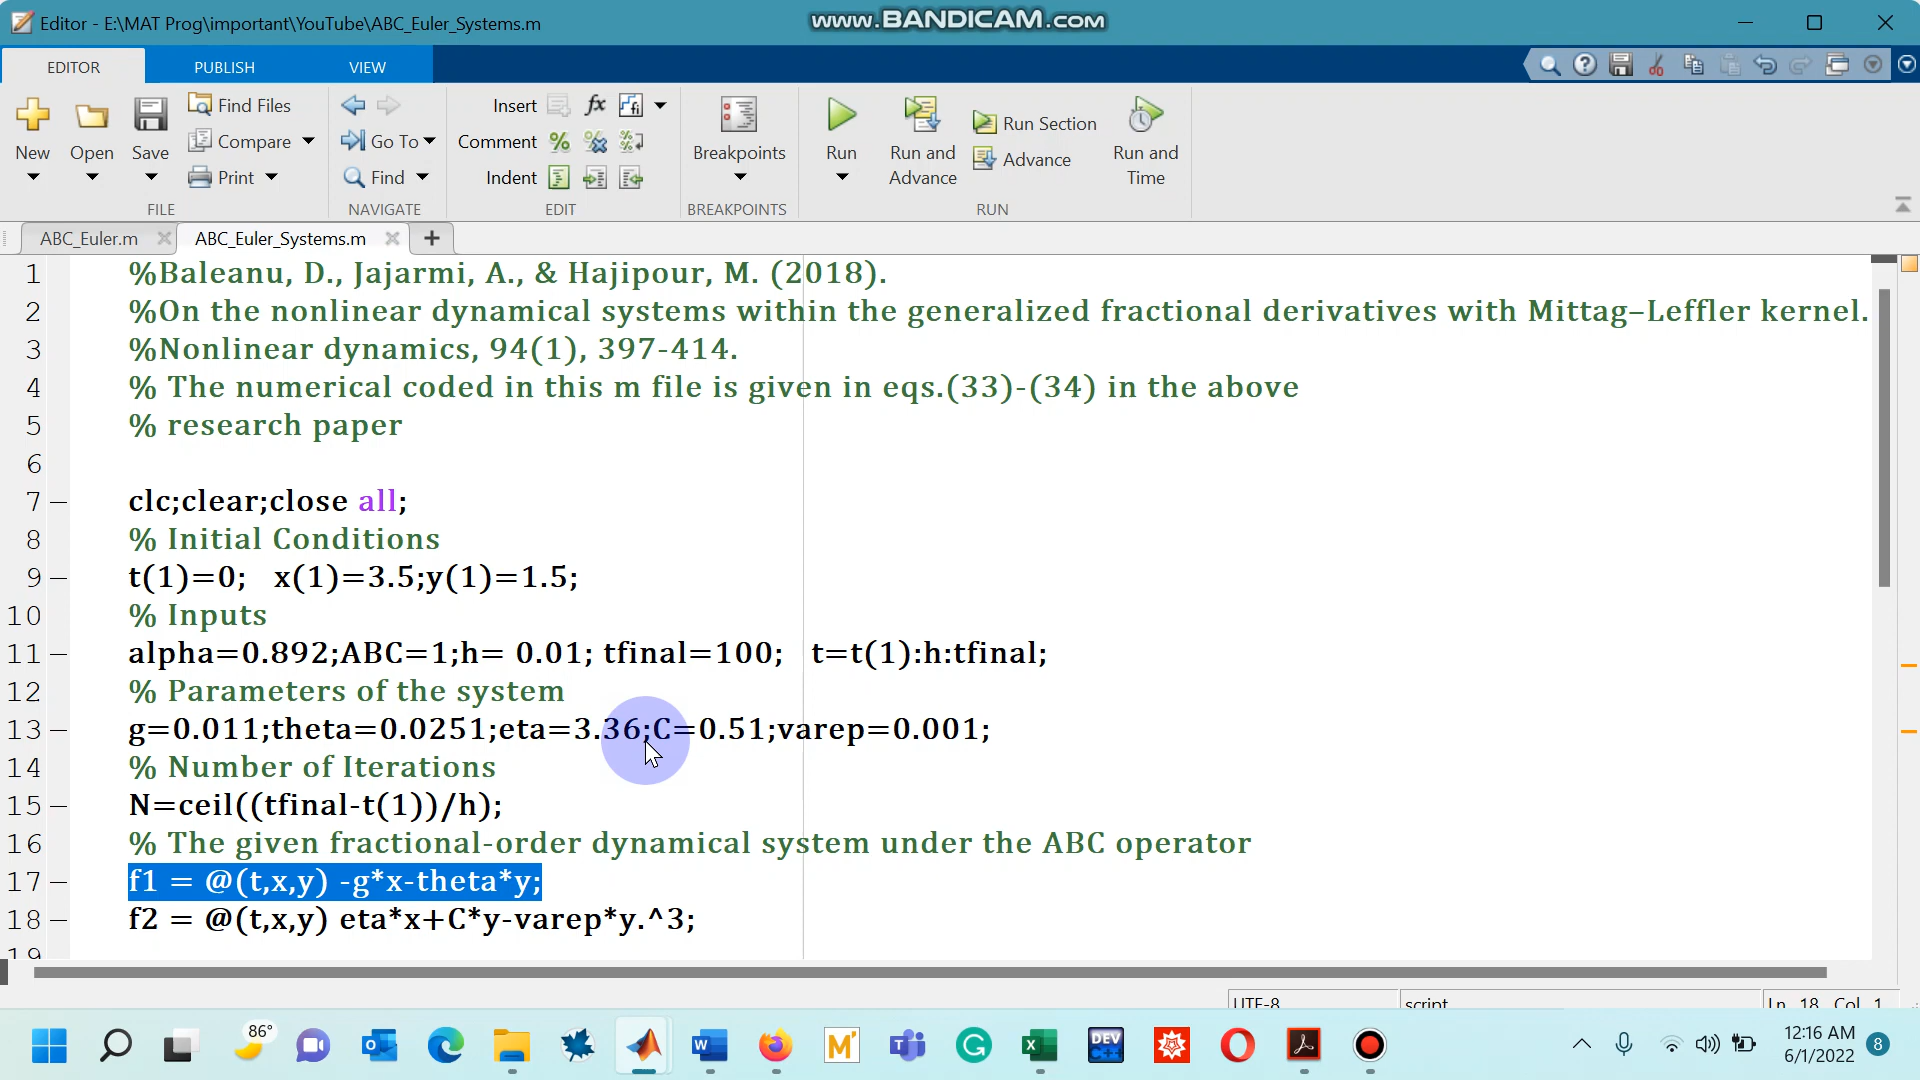 Editor - E:\MAT Prog\important\YouTube\ABC_Euler_Systems.m
www.BANDICAM.com
EDITOR PUBLISH VIEW
New Open Save
Find Files
Compare
Print
FILE
Go To
Find
NAVIGATE
Insert
Comment
Indent
EDIT
Breakpoints
BREAKPOINTS
Run
Run and Advance
Run Section
Advance
Run and Time
RUN
ABC_Euler.m ABC_Euler_Systems.m
1 %Baleanu, D., Jajarmi, A., & Hajipour, M. (2018).
2 %On the nonlinear dynamical systems within the generalized fractional derivatives with Mittag–Leffler kernel.
3 %Nonlinear dynamics, 94(1), 397-414.
4 % The numerical coded in this m file is given in eqs.(33)-(34) in the above
5 % research paper
6
7 clc;clear;close all;
8 % Initial Conditions
9 t(1)=0; x(1)=3.5;y(1)=1.5;
10 % Inputs
11 alpha=0.892;ABC=1;h= 0.01; tfinal=100; t=t(1):h:tfinal;
12 % Parameters of the system
13 g=0.011;theta=0.0251;eta=3.36;C=0.51;varep=0.001;
14 % Number of Iterations
15 N=ceil((tfinal-t(1))/h);
16 % The given fractional-order dynamical system under the ABC operator
17 f1 = @(t,x,y) -g*x-theta*y;
18 f2 = @(t,x,y) eta*x+C*y-varep*y.^3;
19
UTF-8 script Ln 18 Col 1
86°
DEV C++
12:16 AM
6/1/2022
8